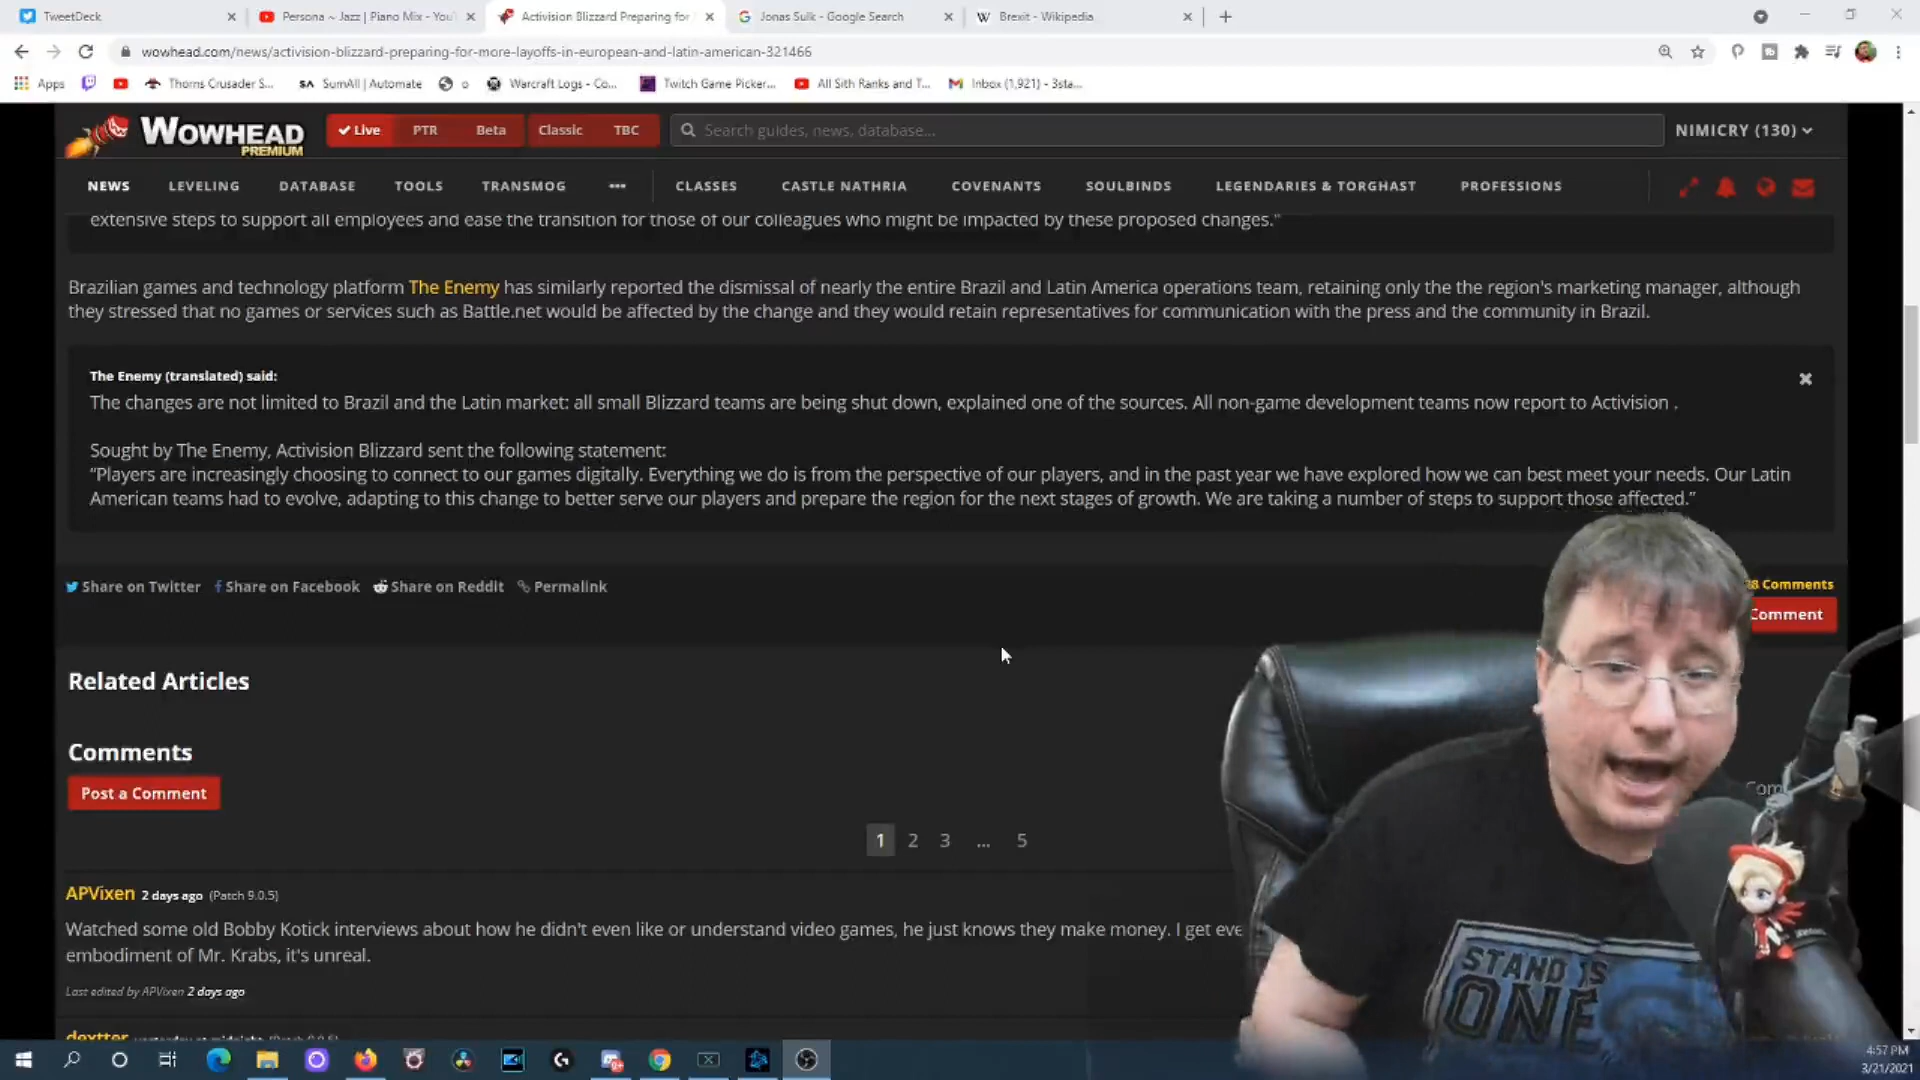 TweetDeck
Persona ~ Jazz | Piano Mix - You
Activision Blizzard Preparing for
Jonas Sulk - Google Search
Brexit - Wikipedia
wowhead.com/news/activision-blizzard-preparing-for-more-layoffs-in-european-and-latin-american-321466
Apps
Thorns Crusader S...
SA SumAll | Automate
o
Warcraft Logs - Co...
Twitch Game Picker...
All Sith Ranks and T...
Inbox (1,921) - 3sta...
WOWHEAD
PREMIUM
Live
PTR
Beta
Classic
TBC
Search guides, news, database...
NIMICRY (130)
NEWS
LEVELING
DATABASE
TOOLS
TRANSMOG
...
CLASSES
CASTLE NATHRIA
COVENANTS
SOULBINDS
LEGENDARIES & TORGHAST
PROFESSIONS
extensive steps to support all employees and ease the transition for those of our colleagues who might be impacted by these proposed changes."
Brazilian games and technology platform The Enemy has similarly reported the dismissal of nearly the entire Brazil and Latin America operations team, retaining only the the region's marketing manager, although
they stressed that no games or services such as Battle.net would be affected by the change and they would retain representatives for communication with the press and the community in Brazil.
The Enemy (translated) said:
The changes are not limited to Brazil and the Latin market: all small Blizzard teams are being shut down, explained one of the sources. All non-game development teams now report to Activision .
Sought by The Enemy, Activision Blizzard sent the following statement:
“Players are increasingly choosing to connect to our games digitally. Everything we do is from the perspective of our players, and in the past year we have explored how we can best meet your needs. Our Latin
American teams had to evolve, adapting to this change to better serve our players and prepare the region for the next stages of growth. We are taking a number of steps to support those affected.”
Share on Twitter
Share on Facebook
Share on Reddit
Permalink
8 Comments
Comment
Related Articles
Comments
Post a Comment
Com
1 2 3 ... 5
APVixen 2 days ago (Patch 9.0.5)
Watched some old Bobby Kotick interviews about how he didn't even like or understand video games, he just knows they make money. I get eve
embodiment of Mr. Krabs, it's unreal.
Last edited by APVixen 2 days ago
dextter yesterday at midnight (Patch 9.0.5)
STAND IS
ONE
4:57 PM
3/21/2021